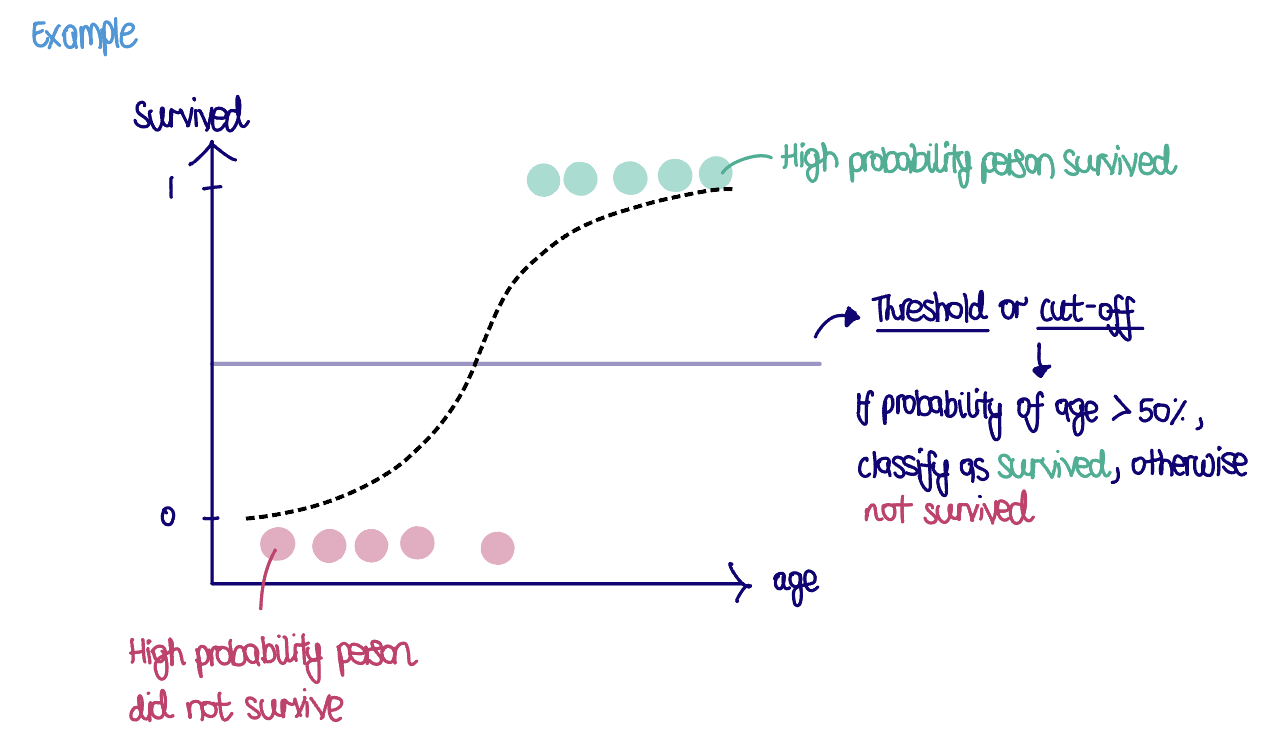 Example
Survived
1
High probability person survived
Threshold or cut-off
If probability of age > 50%,
classify as survived, otherwise
not survived
0
age
High probability person
did not survive